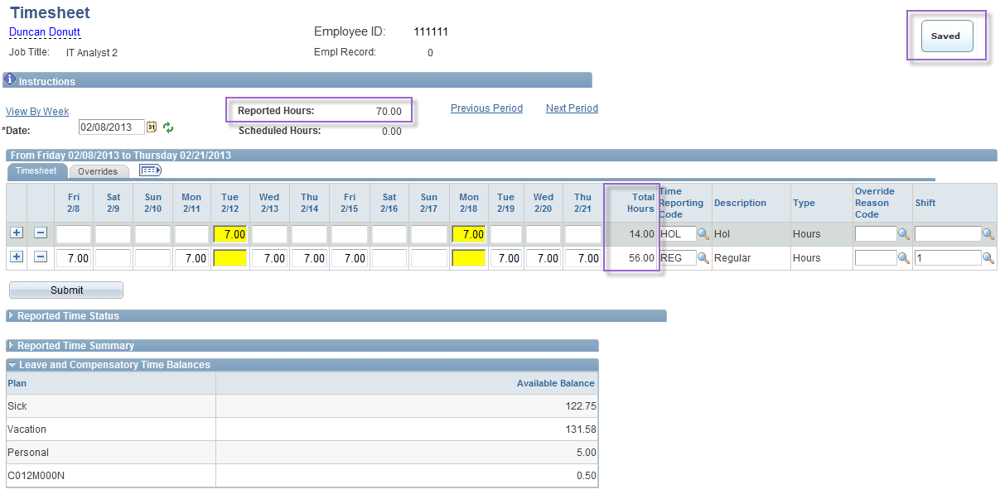 Timesheet
Duncan Donutt Employee ID: 111111 Saved
Job Title: IT Analyst 2 Empl Record: 0
Instructions
View By Week Reported Hours: 70.00 Previous Period Next Period
*Date: 02/08/2013 31 Scheduled Hours: 0.00
From Friday 02/08/2013 to Thursday 02/21/2013
Timesheet Overrides
Fri 2/8 Sat 2/9 Sun 2/10 Mon 2/11 Tue 2/12 Wed 2/13 Thu 2/14 Fri 2/15 Sat 2/16 Sun 2/17 Mon 2/18 Tue 2/19 Wed 2/20 Thu 2/21 Total Hours Time Reporting Code Description Type Override Reason Code Shift
7.00 7.00 14.00 HOL Hol Hours
7.00 7.00 7.00 7.00 7.00 7.00 7.00 7.00 56.00 REG Regular Hours 1
Submit
Reported Time Status
Reported Time Summary
Leave and Compensatory Time Balances
Plan Available Balance
Sick 122.75
Vacation 131.58
Personal 5.00
C012M000N 0.50